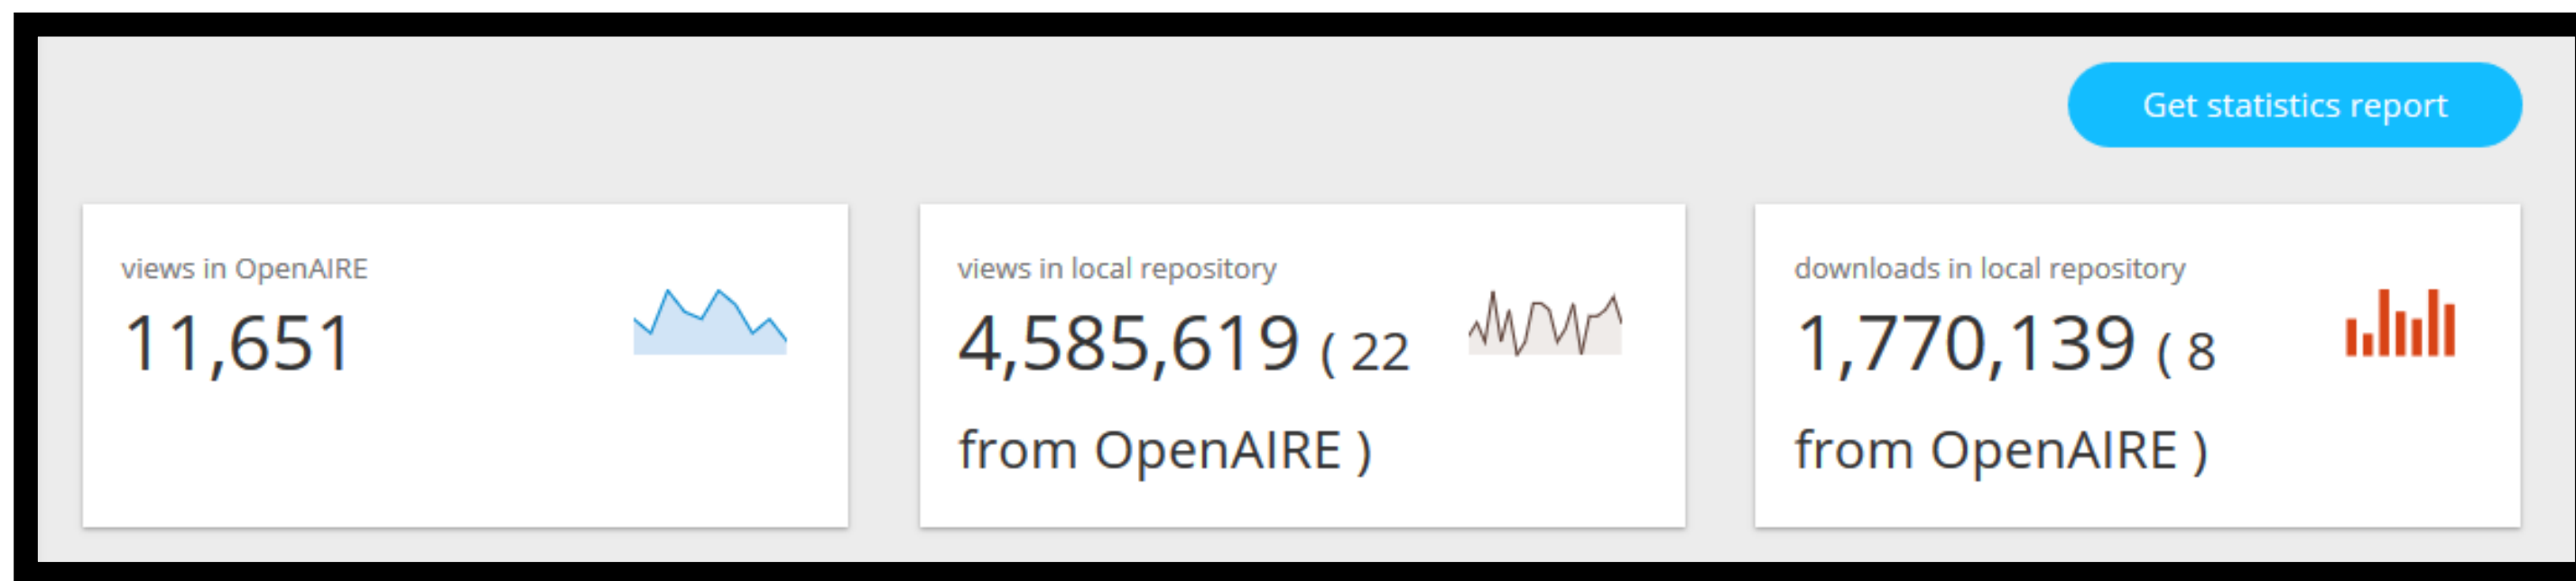 Get statistics report
views in OpenAIRE
11,651
views in local repository
4,585,619 ( 22
from OpenAIRE )
downloads in local repository
1,770,139 ( 8
from OpenAIRE )